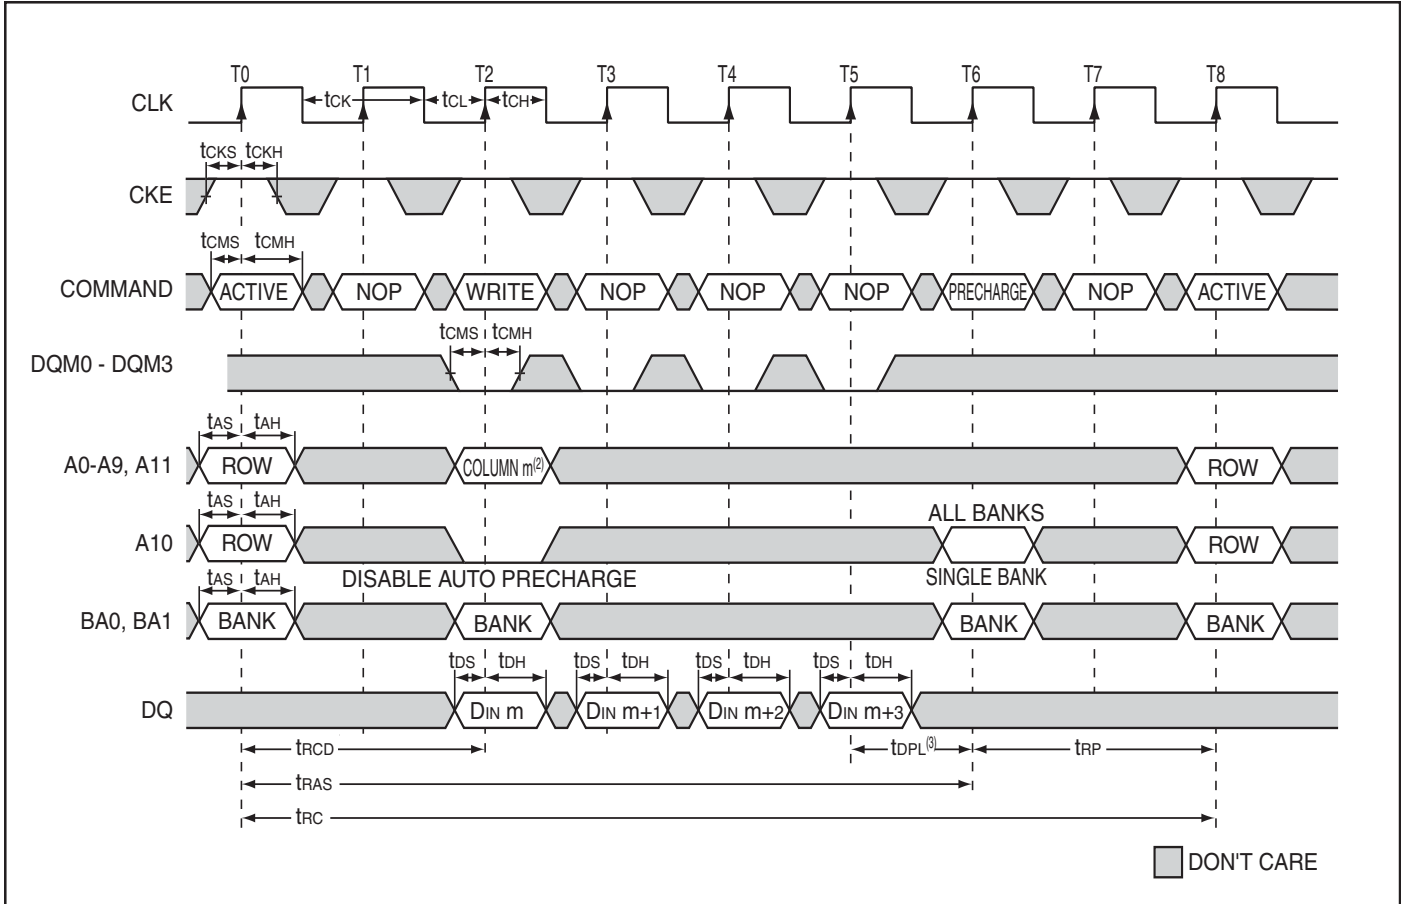 T0 T1 T2 T3 T4 T5 T6 T7 T8
CLK tCK tCL tCH
tCKS tCKH
CKE
tCMS tCMH
COMMAND ACTIVE NOP WRITE NOP NOP NOP PRECHARGE NOP ACTIVE
tCMS tCMH
DQM0 - DQM3
tAS tAH
A0-A9, A11 ROW COLUMN m(2) ROW
tAS tAH
ALL BANKS
A10 ROW ROW
DISABLE AUTO PRECHARGE SINGLE BANK
tAS tAH
BA0, BA1 BANK BANK BANK BANK
tDS tDH tDS tDH tDS tDH tDS tDH
DQ DIN m DIN m+1 DIN m+2 DIN m+3
tRCD tDPL(3) tRP
tRAS
tRC
DON'T CARE